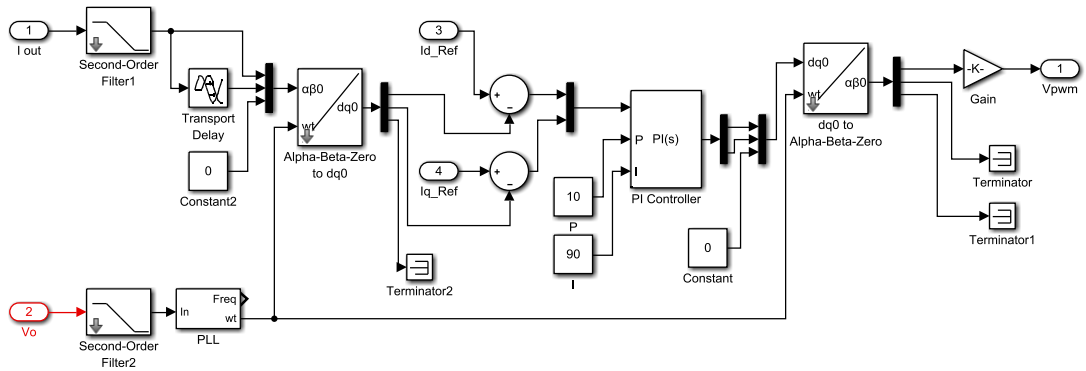 1
I out
Second-Order
Filter1
Transport
Delay
0
Constant2
αβ0
wt
dq0
Alpha-Beta-Zero
to dq0
3
Id_Ref
+
−
4
Iq_Ref
+
−
Terminator2
P
I
PI(s)
PI Controller
10
P
90
I
0
Constant
dq0
wt
αβ0
dq0 to
Alpha-Beta-Zero
-K-
Gain
1
Vpwm
Terminator
Terminator1
2
Vo
Second-Order
Filter2
In
Freq
wt
PLL